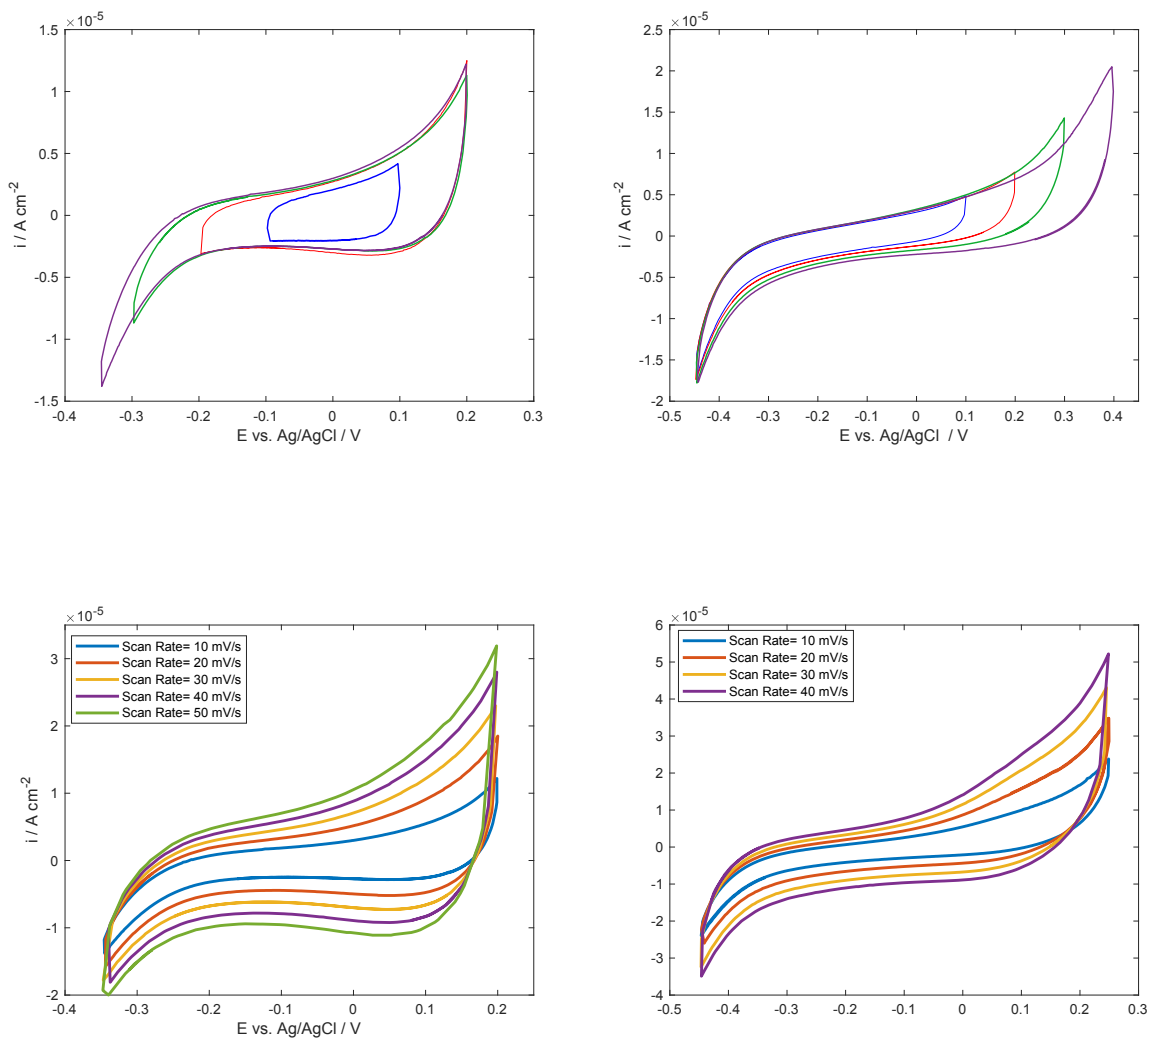 ×10-5
1.5
1
0.5
0
-0.5
-1
-1.5
-0.4 -0.3 -0.2 -0.1 0 0.1 0.2 0.3
E vs. Ag/AgCl / V
i / A cm-2
×10-5
2.5
2
1.5
1
0.5
0
-0.5
-1
-1.5
-2
-0.5 -0.4 -0.3 -0.2 -0.1 0 0.1 0.2 0.3 0.4
E vs. Ag/AgCl / V
i / A cm-2
×10-5
3
2
1
0
-1
-2
-0.4 -0.3 -0.2 -0.1 0 0.1 0.2
E vs. Ag/AgCl / V
i / A cm-2
Scan Rate= 10 mV/s
Scan Rate= 20 mV/s
Scan Rate= 30 mV/s
Scan Rate= 40 mV/s
Scan Rate= 50 mV/s
×10-5
6
5
4
3
2
1
0
-1
-2
-3
-4
-0.5 -0.4 -0.3 -0.2 -0.1 0 0.1 0.2 0.3
Scan Rate= 10 mV/s
Scan Rate= 20 mV/s
Scan Rate= 30 mV/s
Scan Rate= 40 mV/s